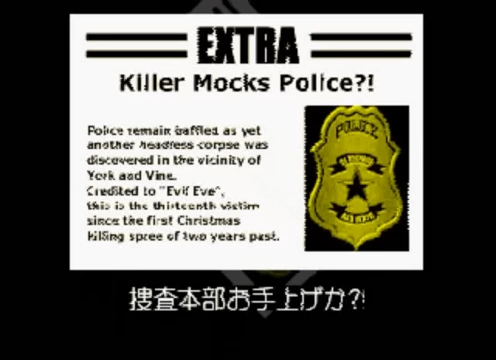 EXTRA
Killer Mocks Police?!
Police remain baffled as yet
another headless corpse was
discovered in the vicinity of
York and Vine.
Credited to "Evil Eve",
this is the thirteenth victim
since the first Christmas
killing spree of two years past.
POLICE
捜査本部お手上げか?!